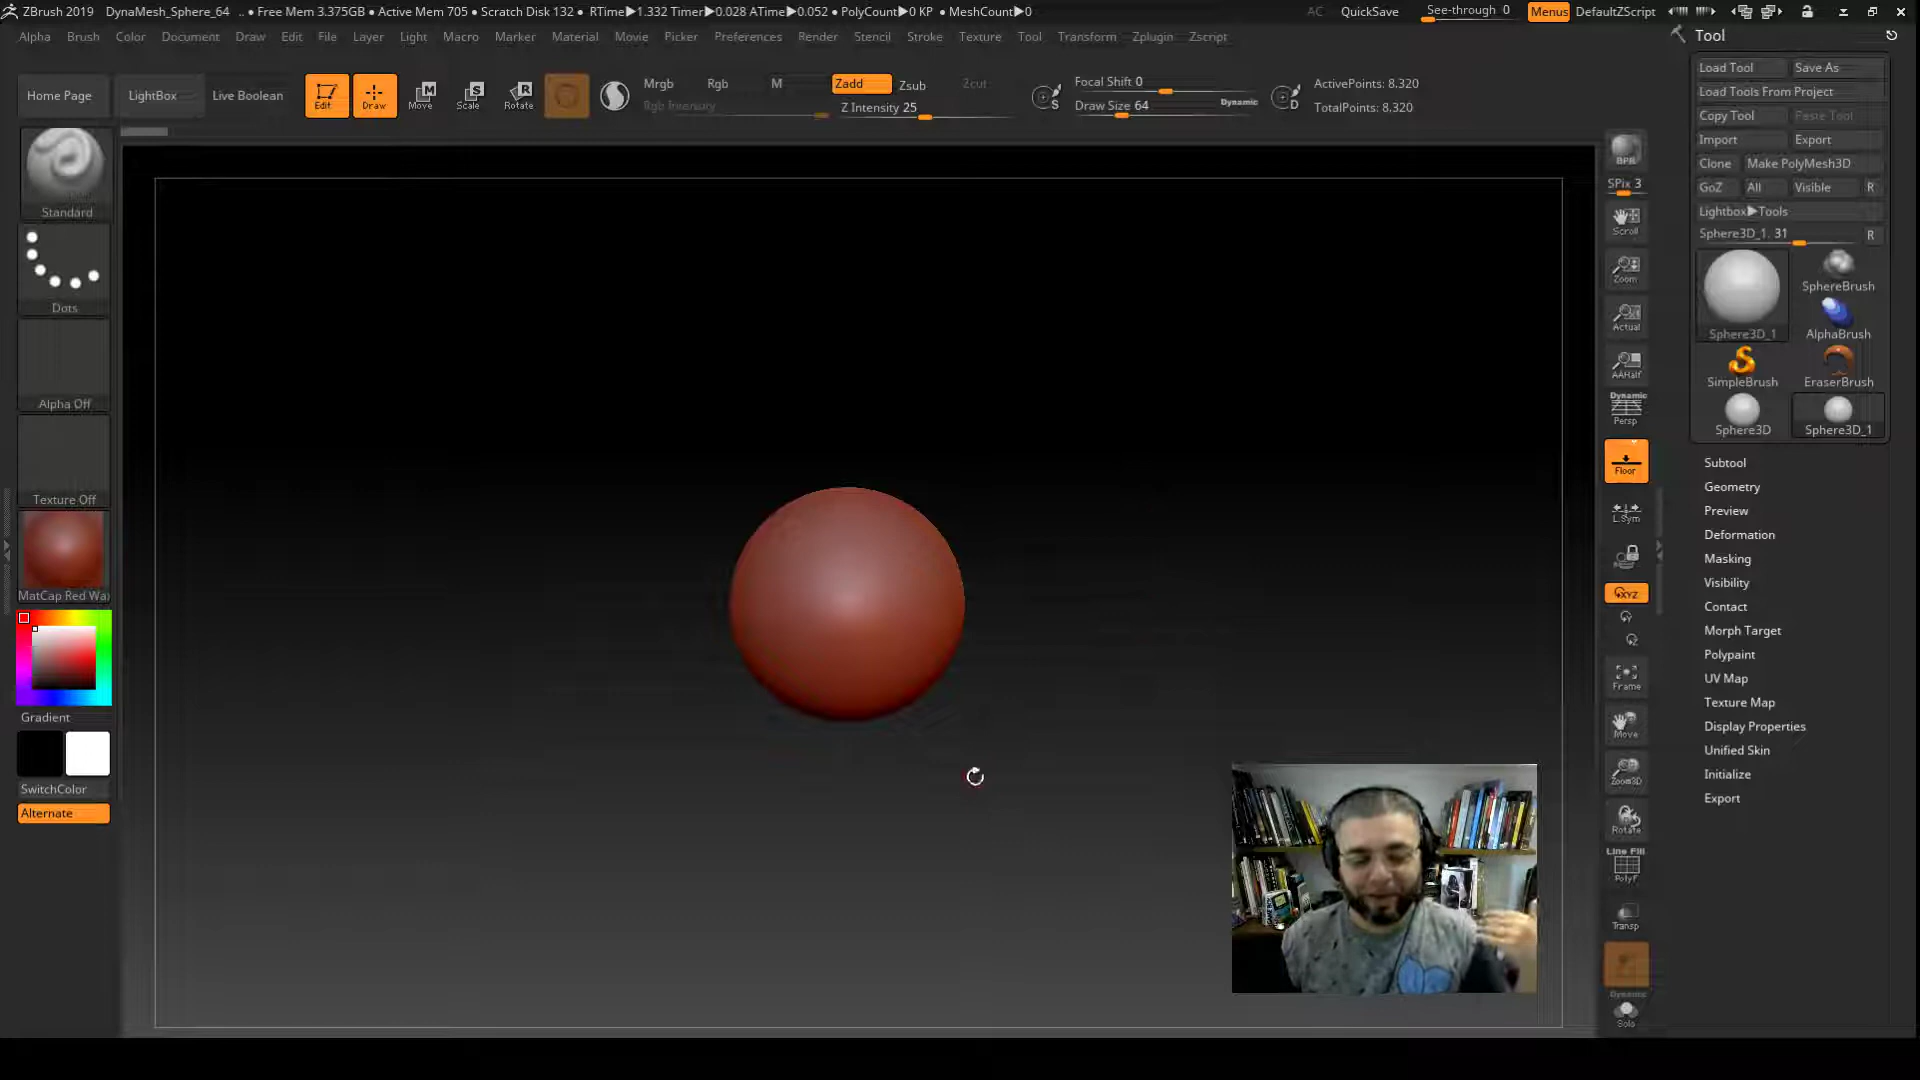 ZBrush 2019 DynaMesh_Sphere_64 .. • Free Mem 3.375GB • Active Mem 705 • Scratch Disk 132 • RTime▶1.332 Timer▶0.028 ATime▶0.052 • PolyCount▶0 KP • MeshCount▶0 AC QuickSave See-through 0 Menus DefaultZScript
Alpha Brush Color Document Draw Edit File Layer Light Macro Marker Material Movie Picker Preferences Render Stencil Stroke Texture Tool Transform Zplugin Zscript
Tool
Home Page LightBox Live Boolean Edit Draw Move Scale Rotate
Mrgb Rgb M Zadd Zsub Zcut
Rgb Intensity Z Intensity 25
Focal Shift 0
Draw Size 64 Dynamic
ActivePoints: 8.320
TotalPoints: 8.320
Standard
Dots
Alpha Off
Texture Off
MatCap Red Wa
Gradient
SwitchColor
Alternate
BPR
SPix 3
Scroll
Zoom
Actual
AAHalf
Dynamic
Persp
Floor
L.Sym
XYZ
Frame
Move
Zoom3D
Rotate
Line Fill
PolyF
Transp
Dynamic
Solo
Load Tool Save As
Load Tools From Project
Copy Tool Paste Tool
Import Export
Clone Make PolyMesh3D
GoZ All Visible R
Lightbox▶Tools
Sphere3D_1. 31 R
Sphere3D_1 SphereBrush
AlphaBrush
SimpleBrush EraserBrush
Sphere3D Sphere3D_1
Subtool
Geometry
Preview
Deformation
Masking
Visibility
Contact
Morph Target
Polypaint
UV Map
Texture Map
Display Properties
Unified Skin
Initialize
Export